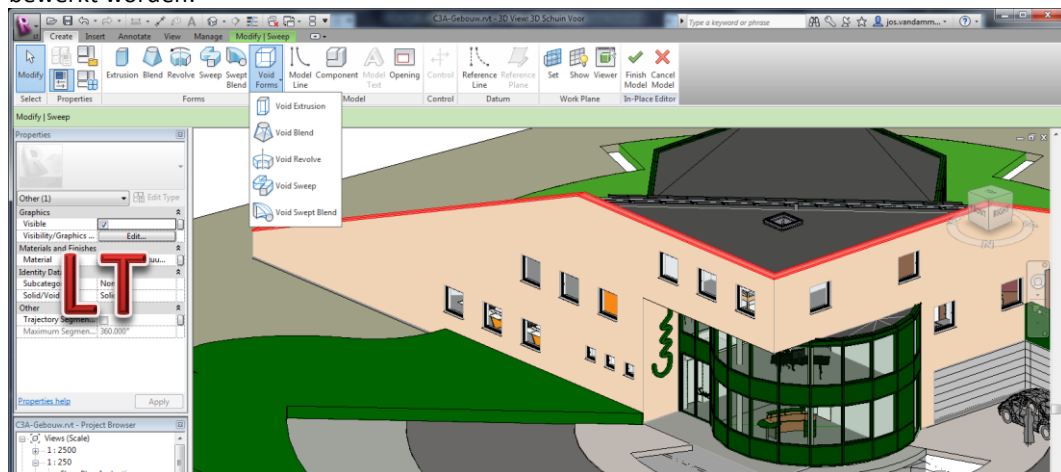 bewerkt worden.
C3A-Gebouw.rvt - 3D View: 3D Schuin Voor
Type a keyword or phrase
jos.vandamm...
Create Insert Annotate View Manage Modify | Sweep
Modify
Extrusion Blend Revolve Sweep Swept Blend Void Forms Model Line Component Model Text Opening Control Reference Line Reference Plane Set Show Viewer Finish Model Cancel Model
Select Properties Forms Model Control Datum Work Plane In-Place Editor
Modify | Sweep
Void Extrusion
Void Blend
Void Revolve
Void Sweep
Void Swept Blend
Properties
Other (1) Edit Type
Graphics
Visible
Visibility/Graphics ... Edit...
Materials and Finishes
Material
Identity Dat
Subcatego
Solid/Void
Other
Trajectory Segmen...
Maximum Segmen... 360.000°
LT
Properties help Apply
C3A-Gebouw.rvt - Project Browser
Views (Scale)
1 : 2500
1 : 250
RIGHT